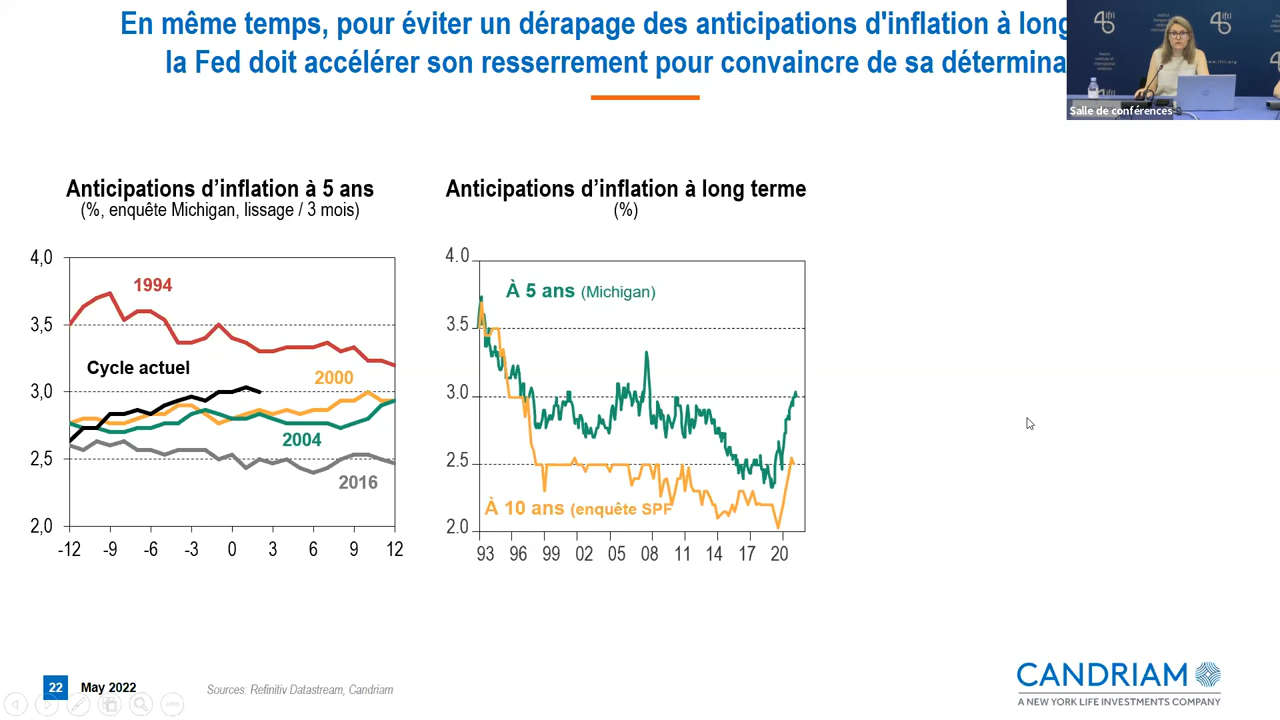 En même temps, pour éviter un dérapage des anticipations d'inflation à long
la Fed doit accélérer son resserrement pour convaincre de sa détermina
ifri
ifri
Salle de conférences
Anticipations d'inflation à 5 ans
(%, enquête Michigan, lissage / 3 mois)
4,0
3,5
3,0
2,5
2,0
1994
Cycle actuel
2000
2004
2016
-12 -9 -6 -3 0 3 6 9 12
Anticipations d'inflation à long terme
(%)
4.0
3.5
3.0
2.5
2.0
À 5 ans (Michigan)
À 10 ans (enquête SPF
93 96 99 02 05 08 11 14 17 20
22 May 2022
Sources. Refinitiv Datastream, Candriam
CANDRIAM
A NEW YORK LIFE INVESTMENTS COMPANY